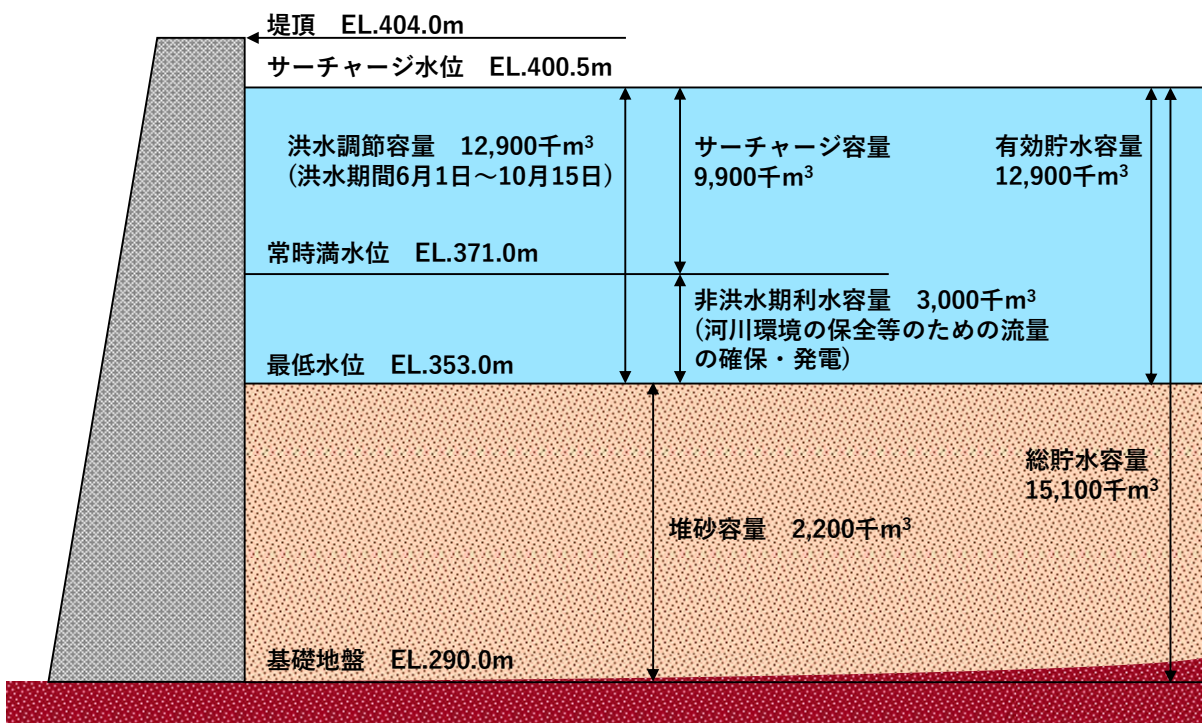 堤頂　EL.404.0m
サーチャージ水位　EL.400.5m
洪水調節容量　12,900千m³
(洪水期間6月1日～10月15日)
サーチャージ容量
9,900千m³
有効貯水容量
12,900千m³
常時満水位　EL.371.0m
非洪水期利水容量　3,000千m³
(河川環境の保全等のための流量
の確保・発電)
最低水位　EL.353.0m
総貯水容量
15,100千m³
堆砂容量　2,200千m³
基礎地盤　EL.290.0m